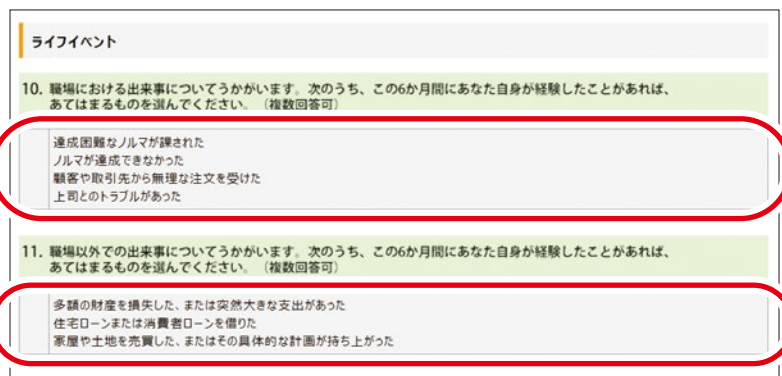 ライフイベント
10. 職場における出来事についてうかがいます。次のうち、この6か月間にあなた自身が経験したことがあれば、
あてはまるものを選んでください。（複数回答可）
達成困難なノルマが課された
ノルマが達成できなかった
顧客や取引先から無理な注文を受けた
上司とのトラブルがあった
11. 職場以外での出来事についてうかがいます。次のうち、この6か月間にあなた自身が経験したことがあれば、
あてはまるものを選んでください。（複数回答可）
多額の財産を損失した、または突然大きな支出があった
住宅ローンまたは消費者ローンを借りた
家屋や土地を売買した、またはその具体的な計画が持ち上がった